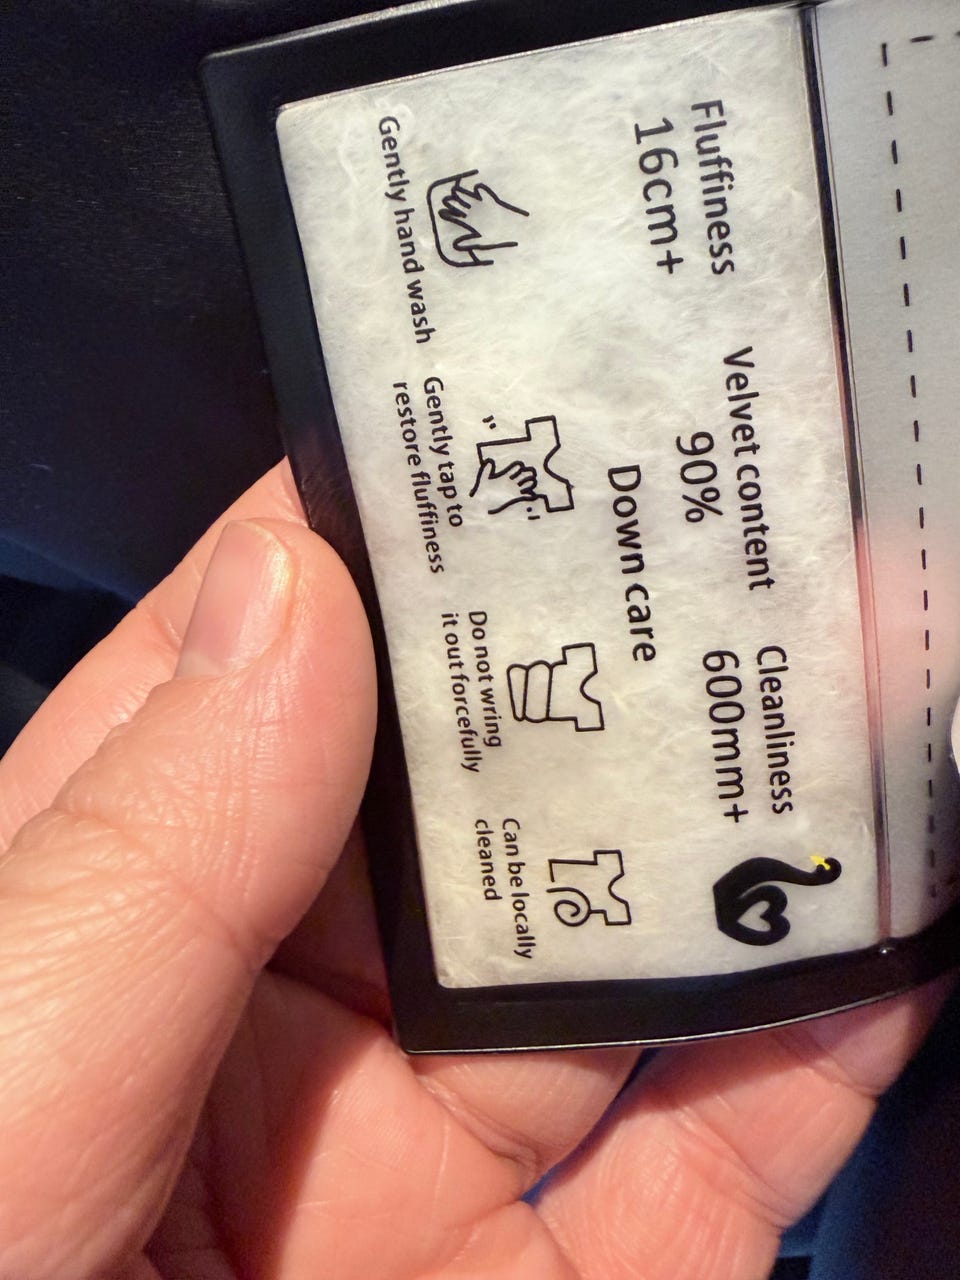 Fluffiness
16cm+
Velvet content
90%
Cleanliness
600mm+
Down care
Gently hand wash
Gently tap to
restore fluffiness
Do not wring
it out forcefully
Can be locally
cleaned